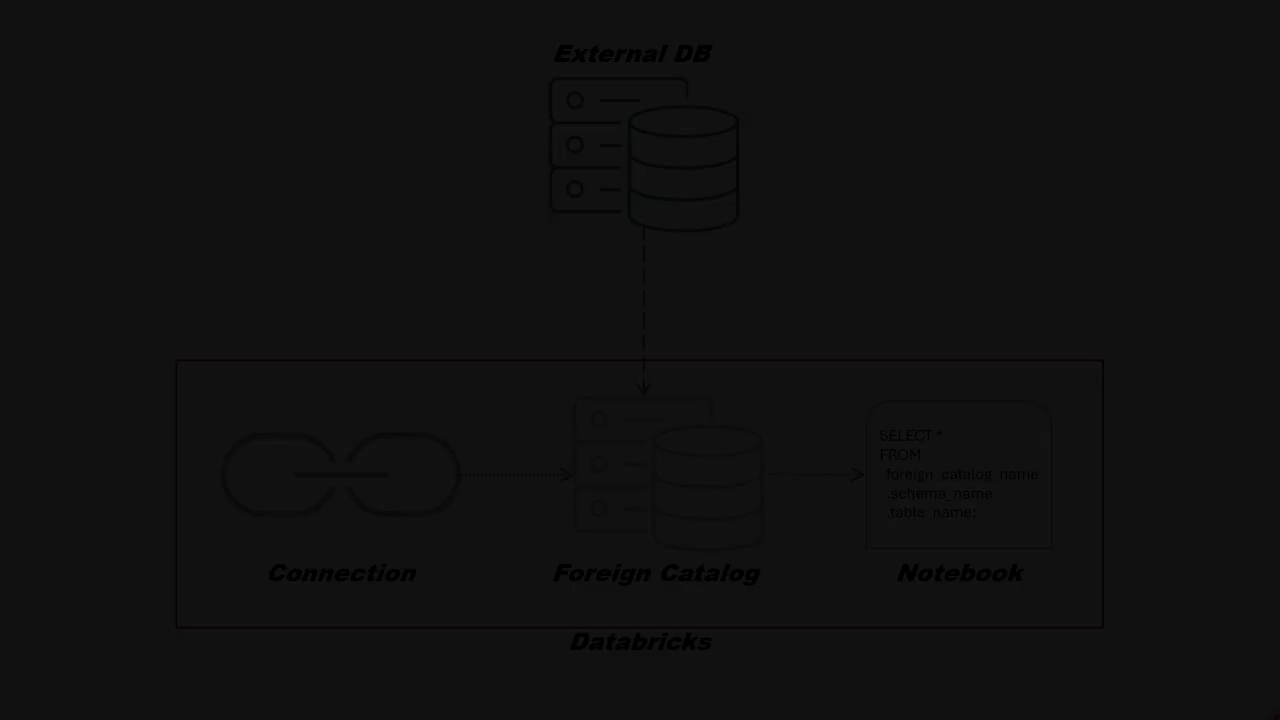 External DB
SELECT *
FROM
foreign_catalog_name
.schema_name
.table_name;
Connection
Foreign Catalog
Notebook
Databricks